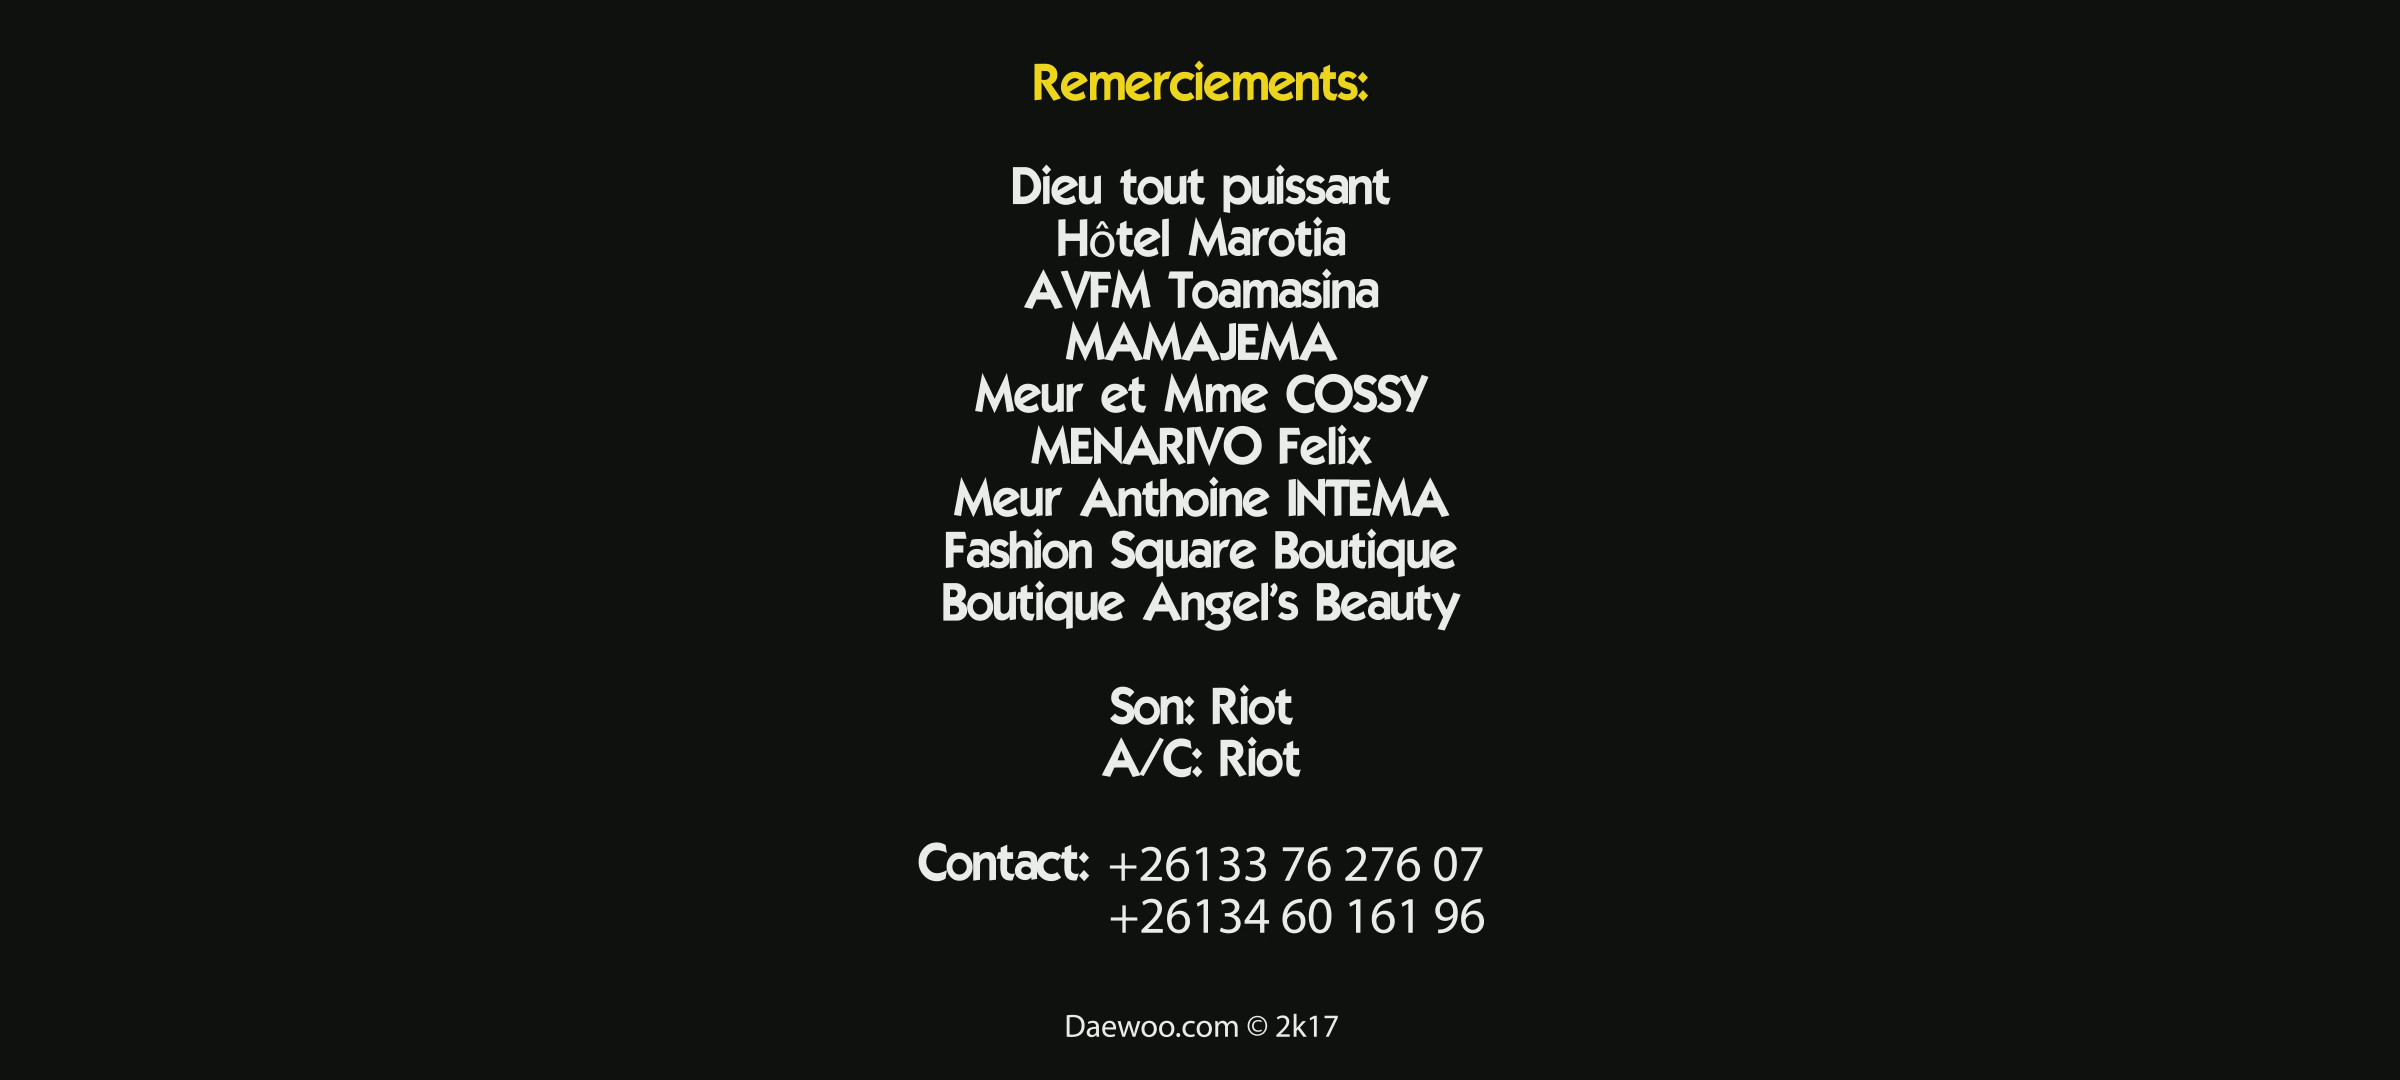 Remerciements:
Dieu tout puissant
Hôtel Marotia
AVFM Toamasina
MAMAJEMA
Meur et Mme COSSY
MENARIVO Felix
Meur Anthoine INTEMA
Fashion Square Boutique
Boutique Angel’s Beauty
Son: Riot
A/C: Riot
Contact: +26133 76 276 07
+26134 60 161 96
Daewoo.com © 2k17